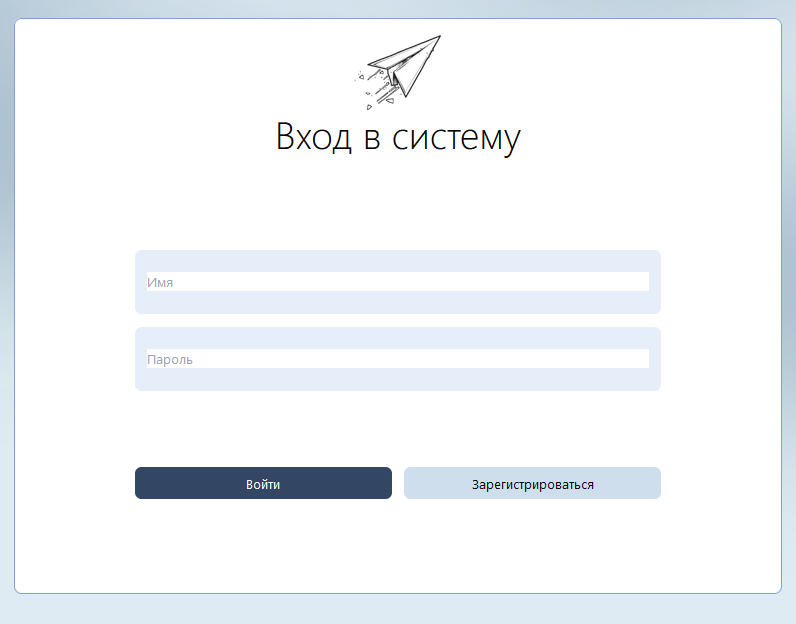 Вход в систему
Имя
Пароль
Войти
Зарегистрироваться